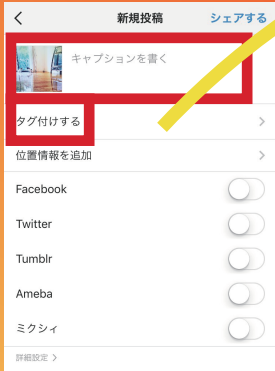 新規投稿 シェアする
キャプションを書く
タグ付けする
位置情報を追加
Facebook
Twitter
Tumblr
Ameba
ミクシィ
詳細設定